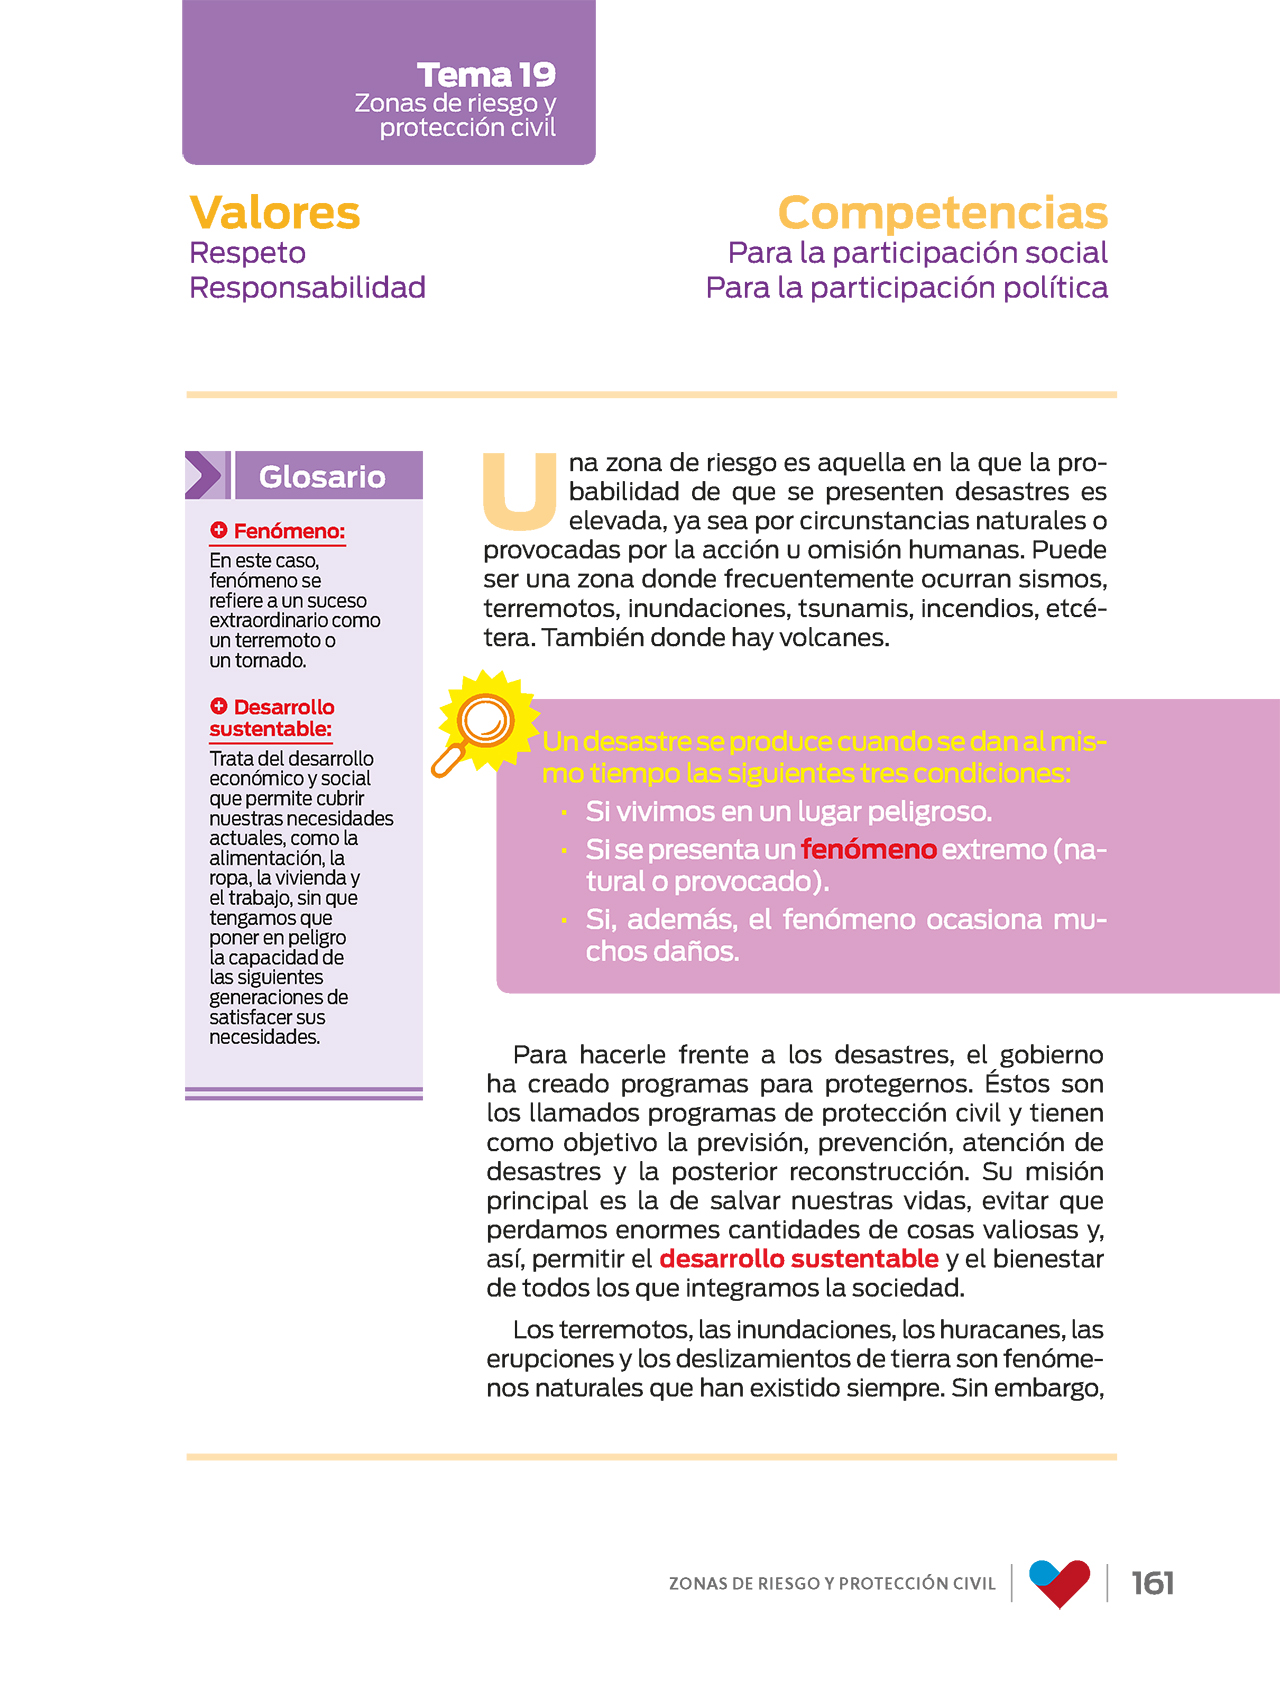 Tema 19
Zonas de riesgo y
protección civil
Valores
Respeto
Responsabilidad
Competencias
Para la participación social
Para la participación política
Glosario
Fenómeno:
En este caso,
fenómeno se
refiere a un suceso
extraordinario como
un terremoto o
un tornado.
Desarrollo
sustentable:
Trata del desarrollo
económico y social
que permite cubrir
nuestras necesidades
actuales, como la
alimentación, la
ropa, la vivienda y
el trabajo, sin que
tengamos que
poner en peligro
la capacidad de
las siguientes
generaciones de
satisfacer sus
necesidades.
Una zona de riesgo es aquella en la que la pro-
babilidad de que se presenten desastres es
elevada, ya sea por circunstancias naturales o
provocadas por la acción u omisión humanas. Puede
ser una zona donde frecuentemente ocurran sismos,
terremotos, inundaciones, tsunamis, incendios, etcé-
tera. También donde hay volcanes.
Un desastre se produce cuando se dan al mis-
mo tiempo las siguientes tres condiciones:
· Si vivimos en un lugar peligroso.
· Si se presenta un fenómeno extremo (na-
tural o provocado).
· Si, además, el fenómeno ocasiona mu-
chos daños.
Para hacerle frente a los desastres, el gobierno
ha creado programas para protegernos. Éstos son
los llamados programas de protección civil y tienen
como objetivo la previsión, prevención, atención de
desastres y la posterior reconstrucción. Su misión
principal es la de salvar nuestras vidas, evitar que
perdamos enormes cantidades de cosas valiosas y,
así, permitir el desarrollo sustentable y el bienestar
de todos los que integramos la sociedad.
Los terremotos, las inundaciones, los huracanes, las
erupciones y los deslizamientos de tierra son fenóme-
nos naturales que han existido siempre. Sin embargo,
ZONAS DE RIESGO Y PROTECCIÓN CIVIL
161